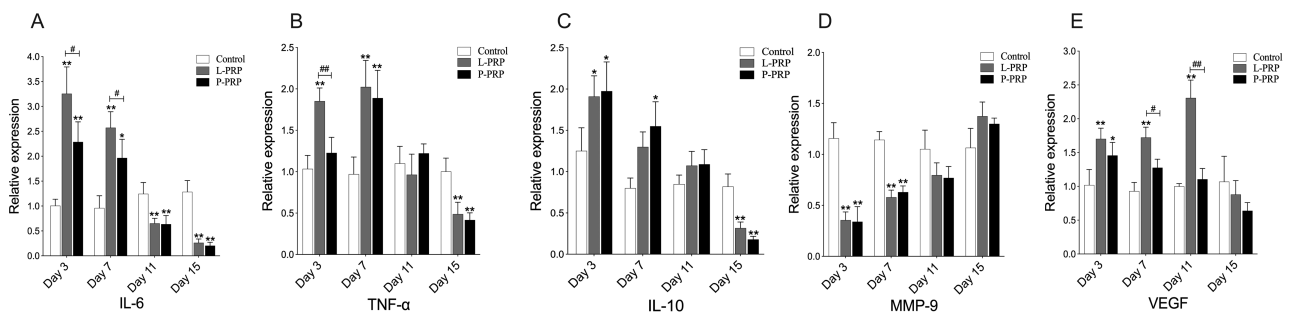 A
Relative expression
4.0
3.5
3.0
2.5
2.0
1.5
1.0
0.5
0.0
Control
L-PRP
P-PRP
#
**
**
#
**
*
**
**
**
**
Day 3
Day 7
Day 11
Day 15
IL-6
B
Relative expression
2.5
2.0
1.5
1.0
0.5
0.0
Control
L-PRP
P-PRP
##
**
**
**
**
**
Day 3
Day 7
Day 11
Day 15
TNF-α
C
Relative expression
2.5
2.0
1.5
1.0
0.5
0.0
Control
L-PRP
P-PRP
*
*
*
**
**
Day 3
Day 7
Day 11
Day 15
IL-10
D
Relative expression
2.0
1.5
1.0
0.5
0.0
Control
L-PRP
P-PRP
**
**
**
**
Day 3
Day 7
Day 11
Day 15
MMP-9
E
Relative expression
3.0
2.5
2.0
1.5
1.0
0.5
0.0
Control
L-PRP
P-PRP
**
*
#
**
##
**
Day 3
Day 7
Day 11
Day 15
VEGF